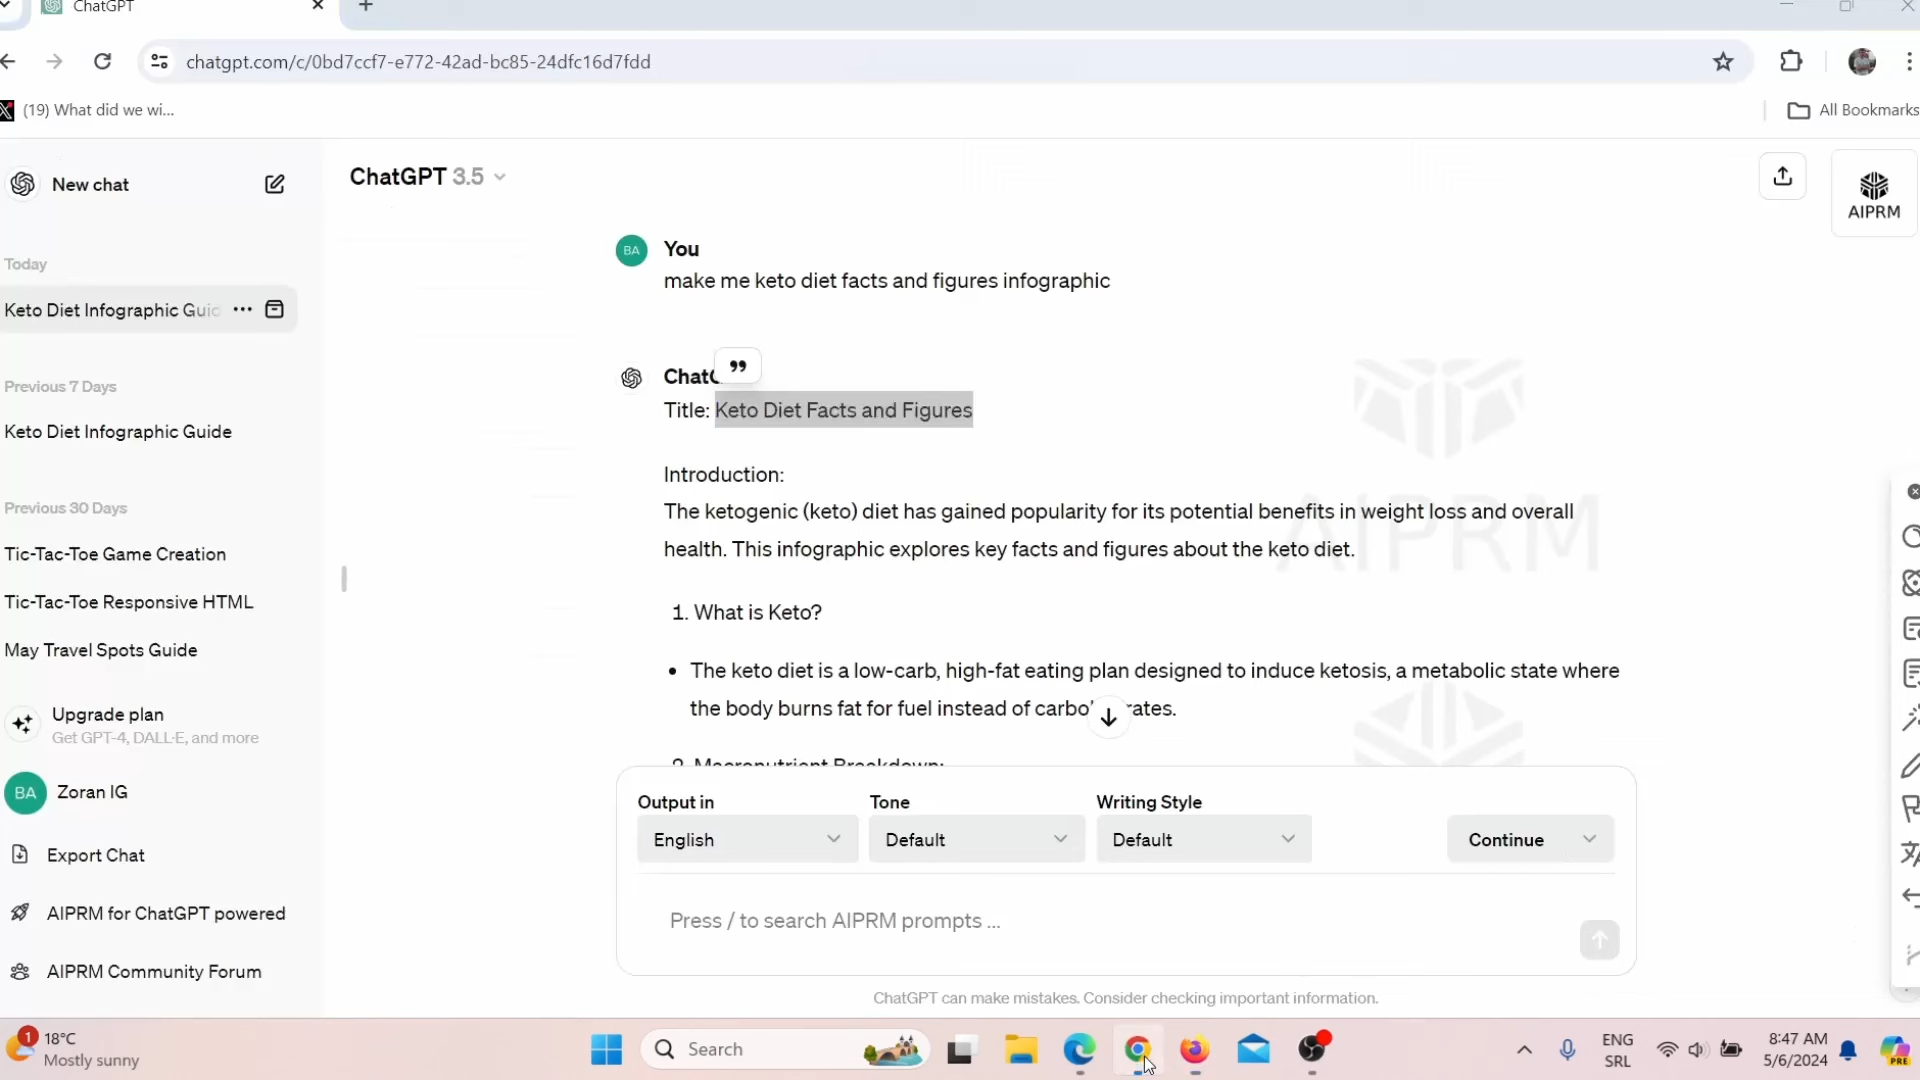 ChatGPT
chatgpt.com/c/0bd7ccf7-e772-42ad-bc85-24dfc16d7fdd
(19) What did we wi...
All Bookmarks
New chat
ChatGPT 3.5
AIPRM
Today
Keto Diet Infographic Guid
Previous 7 Days
Keto Diet Infographic Guide
Previous 30 Days
Tic-Tac-Toe Game Creation
Tic-Tac-Toe Responsive HTML
May Travel Spots Guide
Upgrade plan
Get GPT-4, DALL·E, and more
BA
Zoran IG
Export Chat
AIPRM for ChatGPT powered
AIPRM Community Forum
BA
You
make me keto diet facts and figures infographic
ChatG
Title: Keto Diet Facts and Figures
Introduction:
The ketogenic (keto) diet has gained popularity for its potential benefits in weight loss and overall
health. This infographic explores key facts and figures about the keto diet.
AIPRM
1. What is Keto?
• The keto diet is a low-carb, high-fat eating plan designed to induce ketosis, a metabolic state where
the body burns fat for fuel instead of carbohydrates.
2. Macronutrient Breakdown:
Output in
Tone
Writing Style
English
Default
Default
Continue
Press / to search AIPRM prompts ...
ChatGPT can make mistakes. Consider checking important information.
1
18°C
Mostly sunny
Search
ENG
SRL
8:47 AM
5/6/2024
PRE